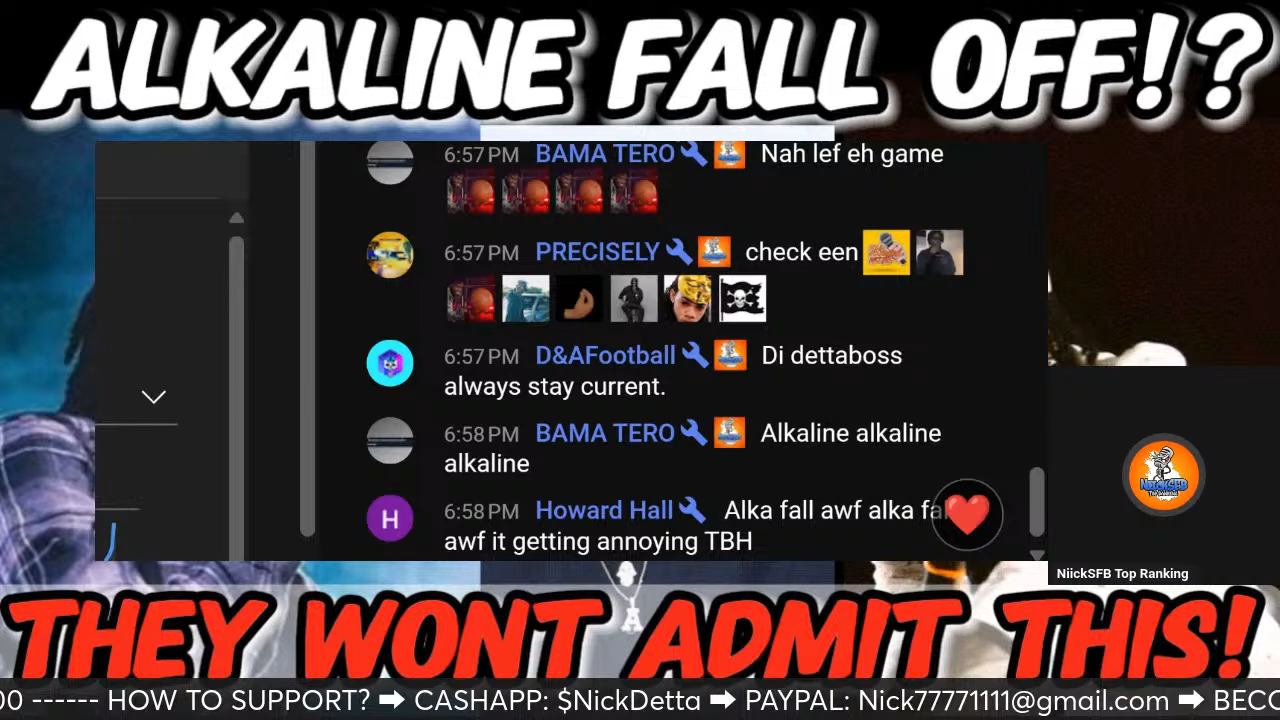 ALKALINE FALL OFF!?
6:57 PM BAMA TERO Nah lef eh game
6:57 PM PRECISELY check een
6:57 PM D&AFootball Di dettaboss
always stay current.
6:58 PM BAMA TERO Alkaline alkaline
alkaline
H 6:58 PM Howard Hall Alka fall awf alka
awf it getting annoying TBH
NIICKSFB
NiickSFB Top Ranking
THEY WONT ADMIT THIS!
00 ------ HOW TO SUPPORT? ➡ CASHAPP: $NickDetta ➡ PAYPAL: Nick77771111@gmail.com ➡ BECC